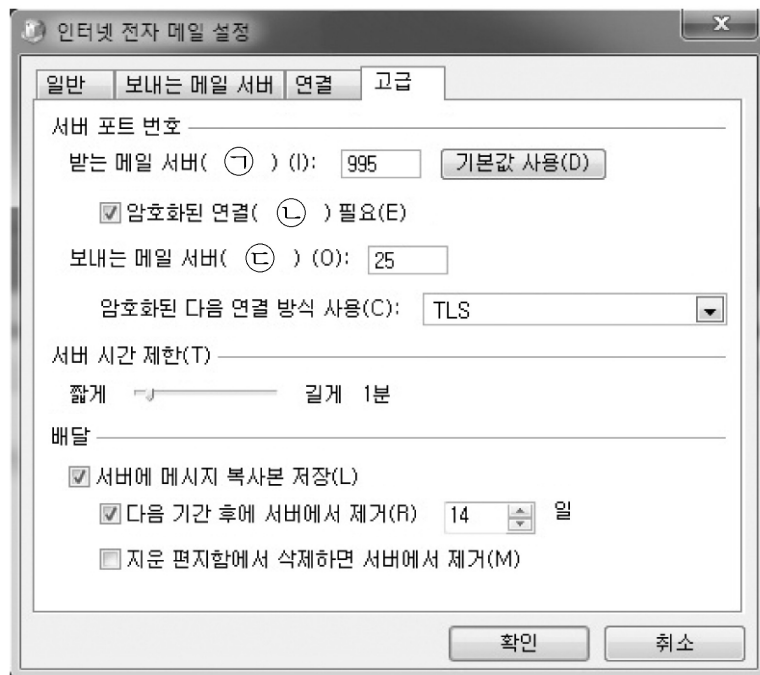 인터넷 전자 메일 설정
일반 보내는 메일 서버 연결 고급
서버 포트 번호
받는 메일 서버( ㉠ ) (I): 995 기본값 사용(D)
암호화된 연결( ㉡ ) 필요(E)
보내는 메일 서버( ㉢ ) (O): 25
암호화된 다음 연결 방식 사용(C): TLS
서버 시간 제한(T)
짧게 길게 1분
배달
서버에 메시지 복사본 저장(L)
다음 기간 후에 서버에서 제거(R) 14 일
지운 편지함에서 삭제하면 서버에서 제거(M)
확인 취소